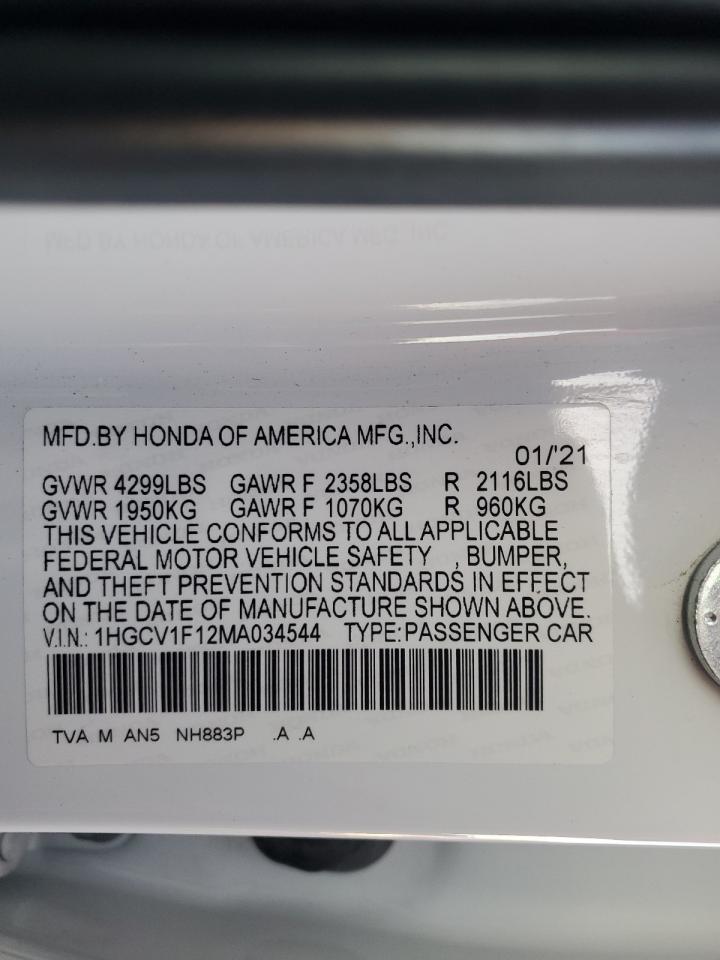 MFD.BY HONDA OF AMERICA MFG.,INC.
01/'21
GVWR 4299LBS GAWR F 2358LBS R 2116LBS
GVWR 1950KG GAWR F 1070KG R 960KG
THIS VEHICLE CONFORMS TO ALL APPLICABLE
FEDERAL MOTOR VEHICLE SAFETY , BUMPER,
AND THEFT PREVENTION STANDARDS IN EFFECT
ON THE DATE OF MANUFACTURE SHOWN ABOVE.
V.I.N.: 1HGCV1F12MA034544 TYPE:PASSENGER CAR
TVA M AN5 NH883P .A .A